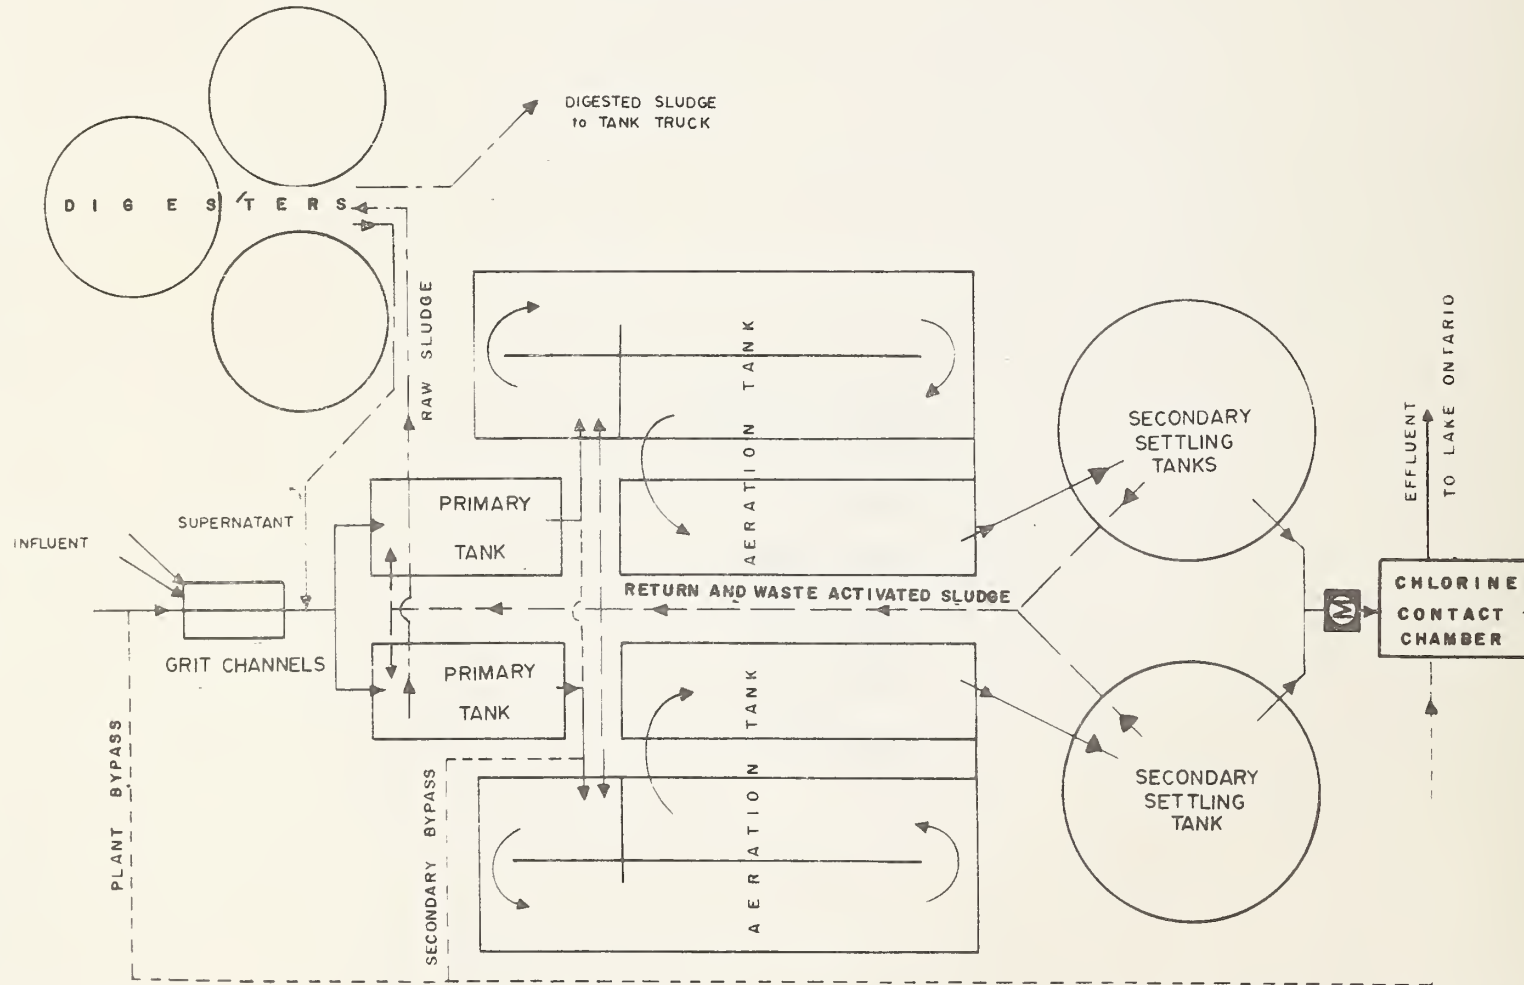 DIGESTED SLUDGE
to TANK TRUCK
DIGESTERS
RAW SLUDGE
AERATION TANK
SECONDARY
SETTLING
TANKS
EFFLUENT
TO LAKE ONTARIO
PRIMARY
TANK
SUPERNATANT
INFLUENT
RETURN AND WASTE ACTIVATED SLUDGE
M
CHLORINE
CONTACT
CHAMBER
GRIT CHANNELS
PRIMARY
TANK
AERATION TANK
PLANT BYPASS
SECONDARY BYPASS
SECONDARY
SETTLING
TANK